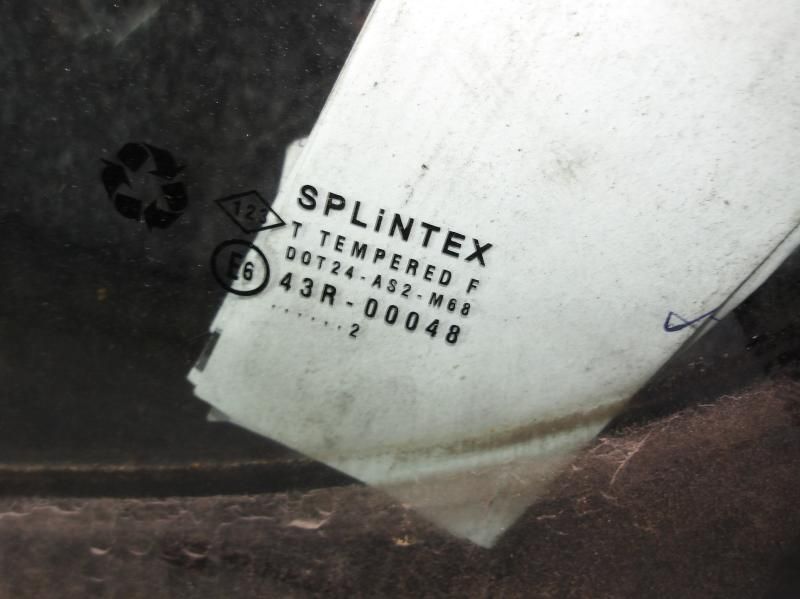 SPLiNTEX
123
T TEMPERED F
DOT24-AS2-M68
E6
43R-00048
......2